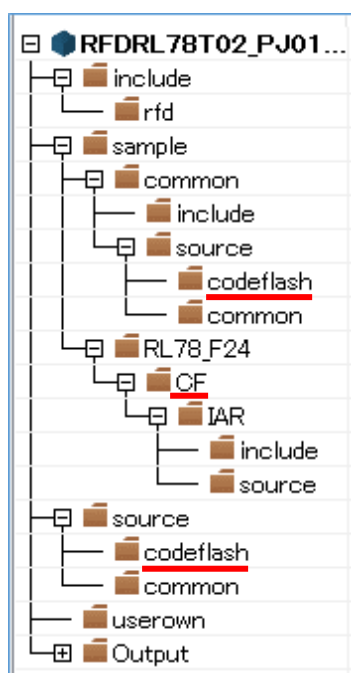 RFDRL78T02_PJ01...
include
rfd
sample
common
include
source
codeflash
common
RL78_F24
CF
IAR
include
source
source
codeflash
common
userown
Output